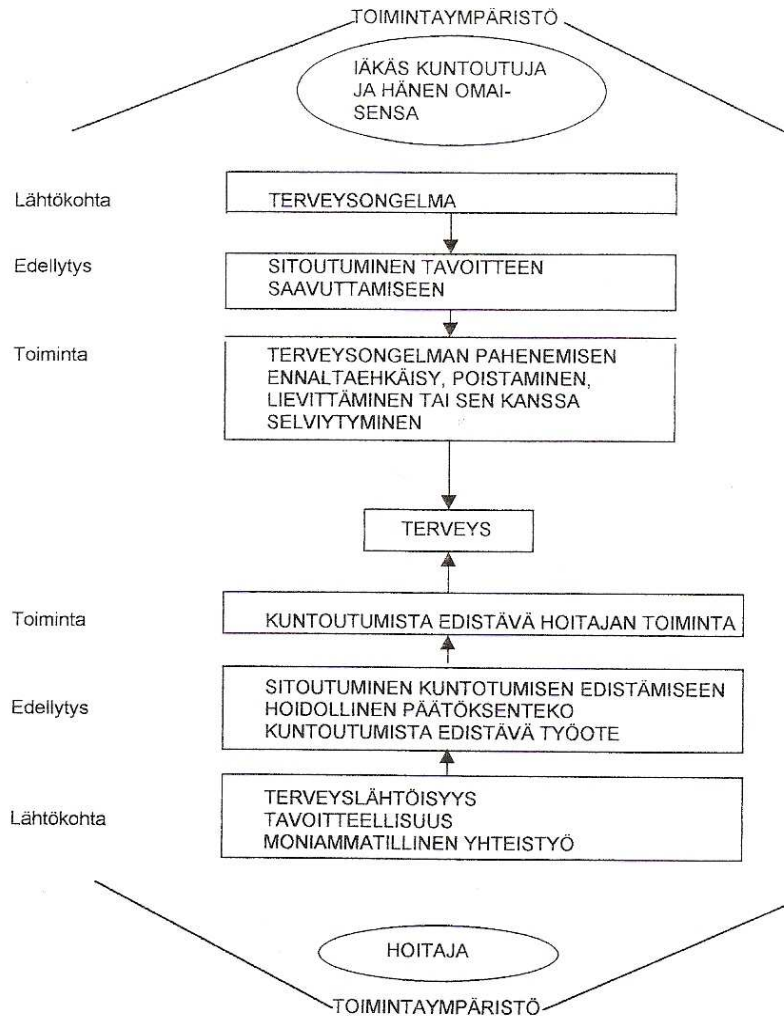 TOIMINTAYMPÄRISTÖ
IÄKÄS KUNTOUTUJA
JA HÄNEN OMAI-
SENSA
Lähtökohta
TERVEYSONGELMA
Edellytys
SITOUTUMINEN TAVOITTEEN
SAAVUTTAMISEEN
Toiminta
TERVEYSONGELMAN PAHENEMISEN
ENNALTAEHKÄISY, POISTAMINEN,
LIEVITTÄMINEN TAI SEN KANSSA
SELVIYTYMINEN
TERVEYS
Toiminta
KUNTOUTUMISTA EDISTÄVÄ HOITAJAN TOIMINTA
Edellytys
SITOUTUMINEN KUNTOTUMISEN EDISTÄMISEEN
HOIDOLLINEN PÄÄTÖKSENTEKO
KUNTOUTUMISTA EDISTÄVÄ TYÖOTE
Lähtökohta
TERVEYSLÄHTÖISYYS
TAVOITTEELLISUUS
MONIAMMATILLINEN YHTEISTYÖ
HOITAJA
TOIMINTAYMPÄRISTÖ